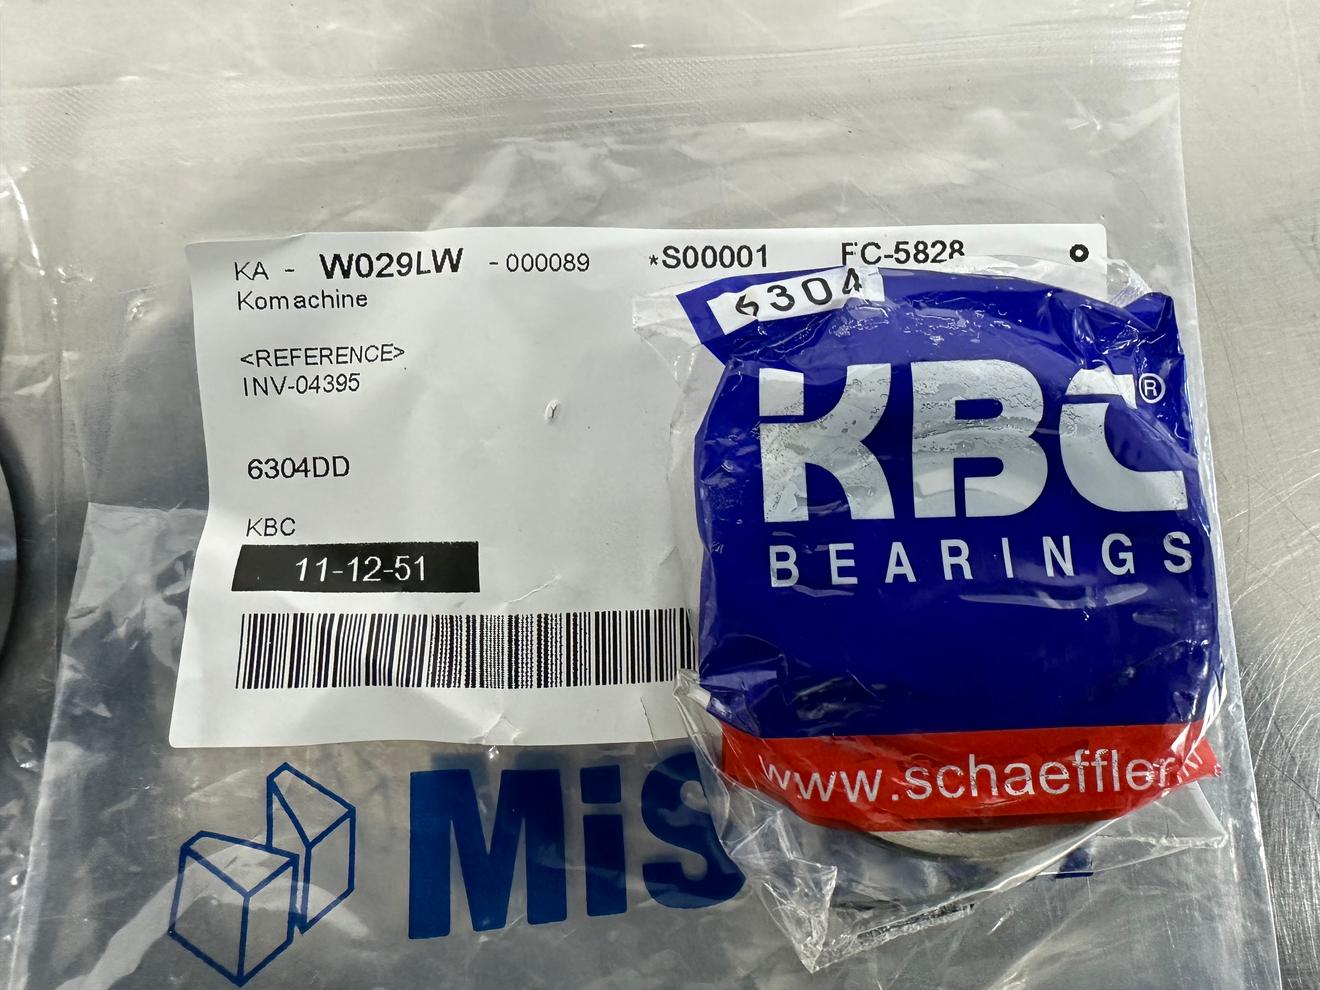 KA - W029LW - 000089 *S00001 FC-5828
Komachine
<REFERENCE>
INV-04395
6304DD
KBC
11-12-51
6304
KBC®
BEARINGS
www.schaeffler
MiS